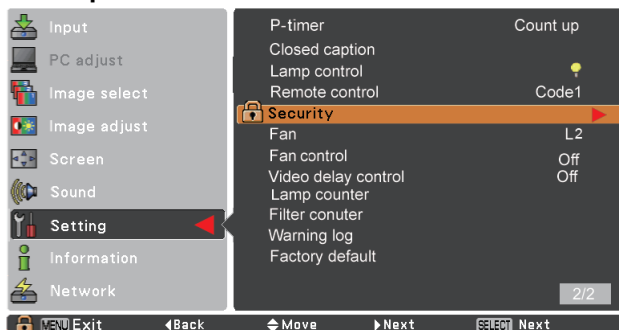 Input
PC adjust
Image select
Image adjust
Screen
Sound
Setting
Information
Network
P-timer Count up
Closed caption
Lamp control
Remote control Code1
Security
Fan L2
Fan control Off
Video delay control Off
Lamp counter
Filter conuter
Warning log
Factory default
2/2
MENU Exit Back Move Next SELECT Next